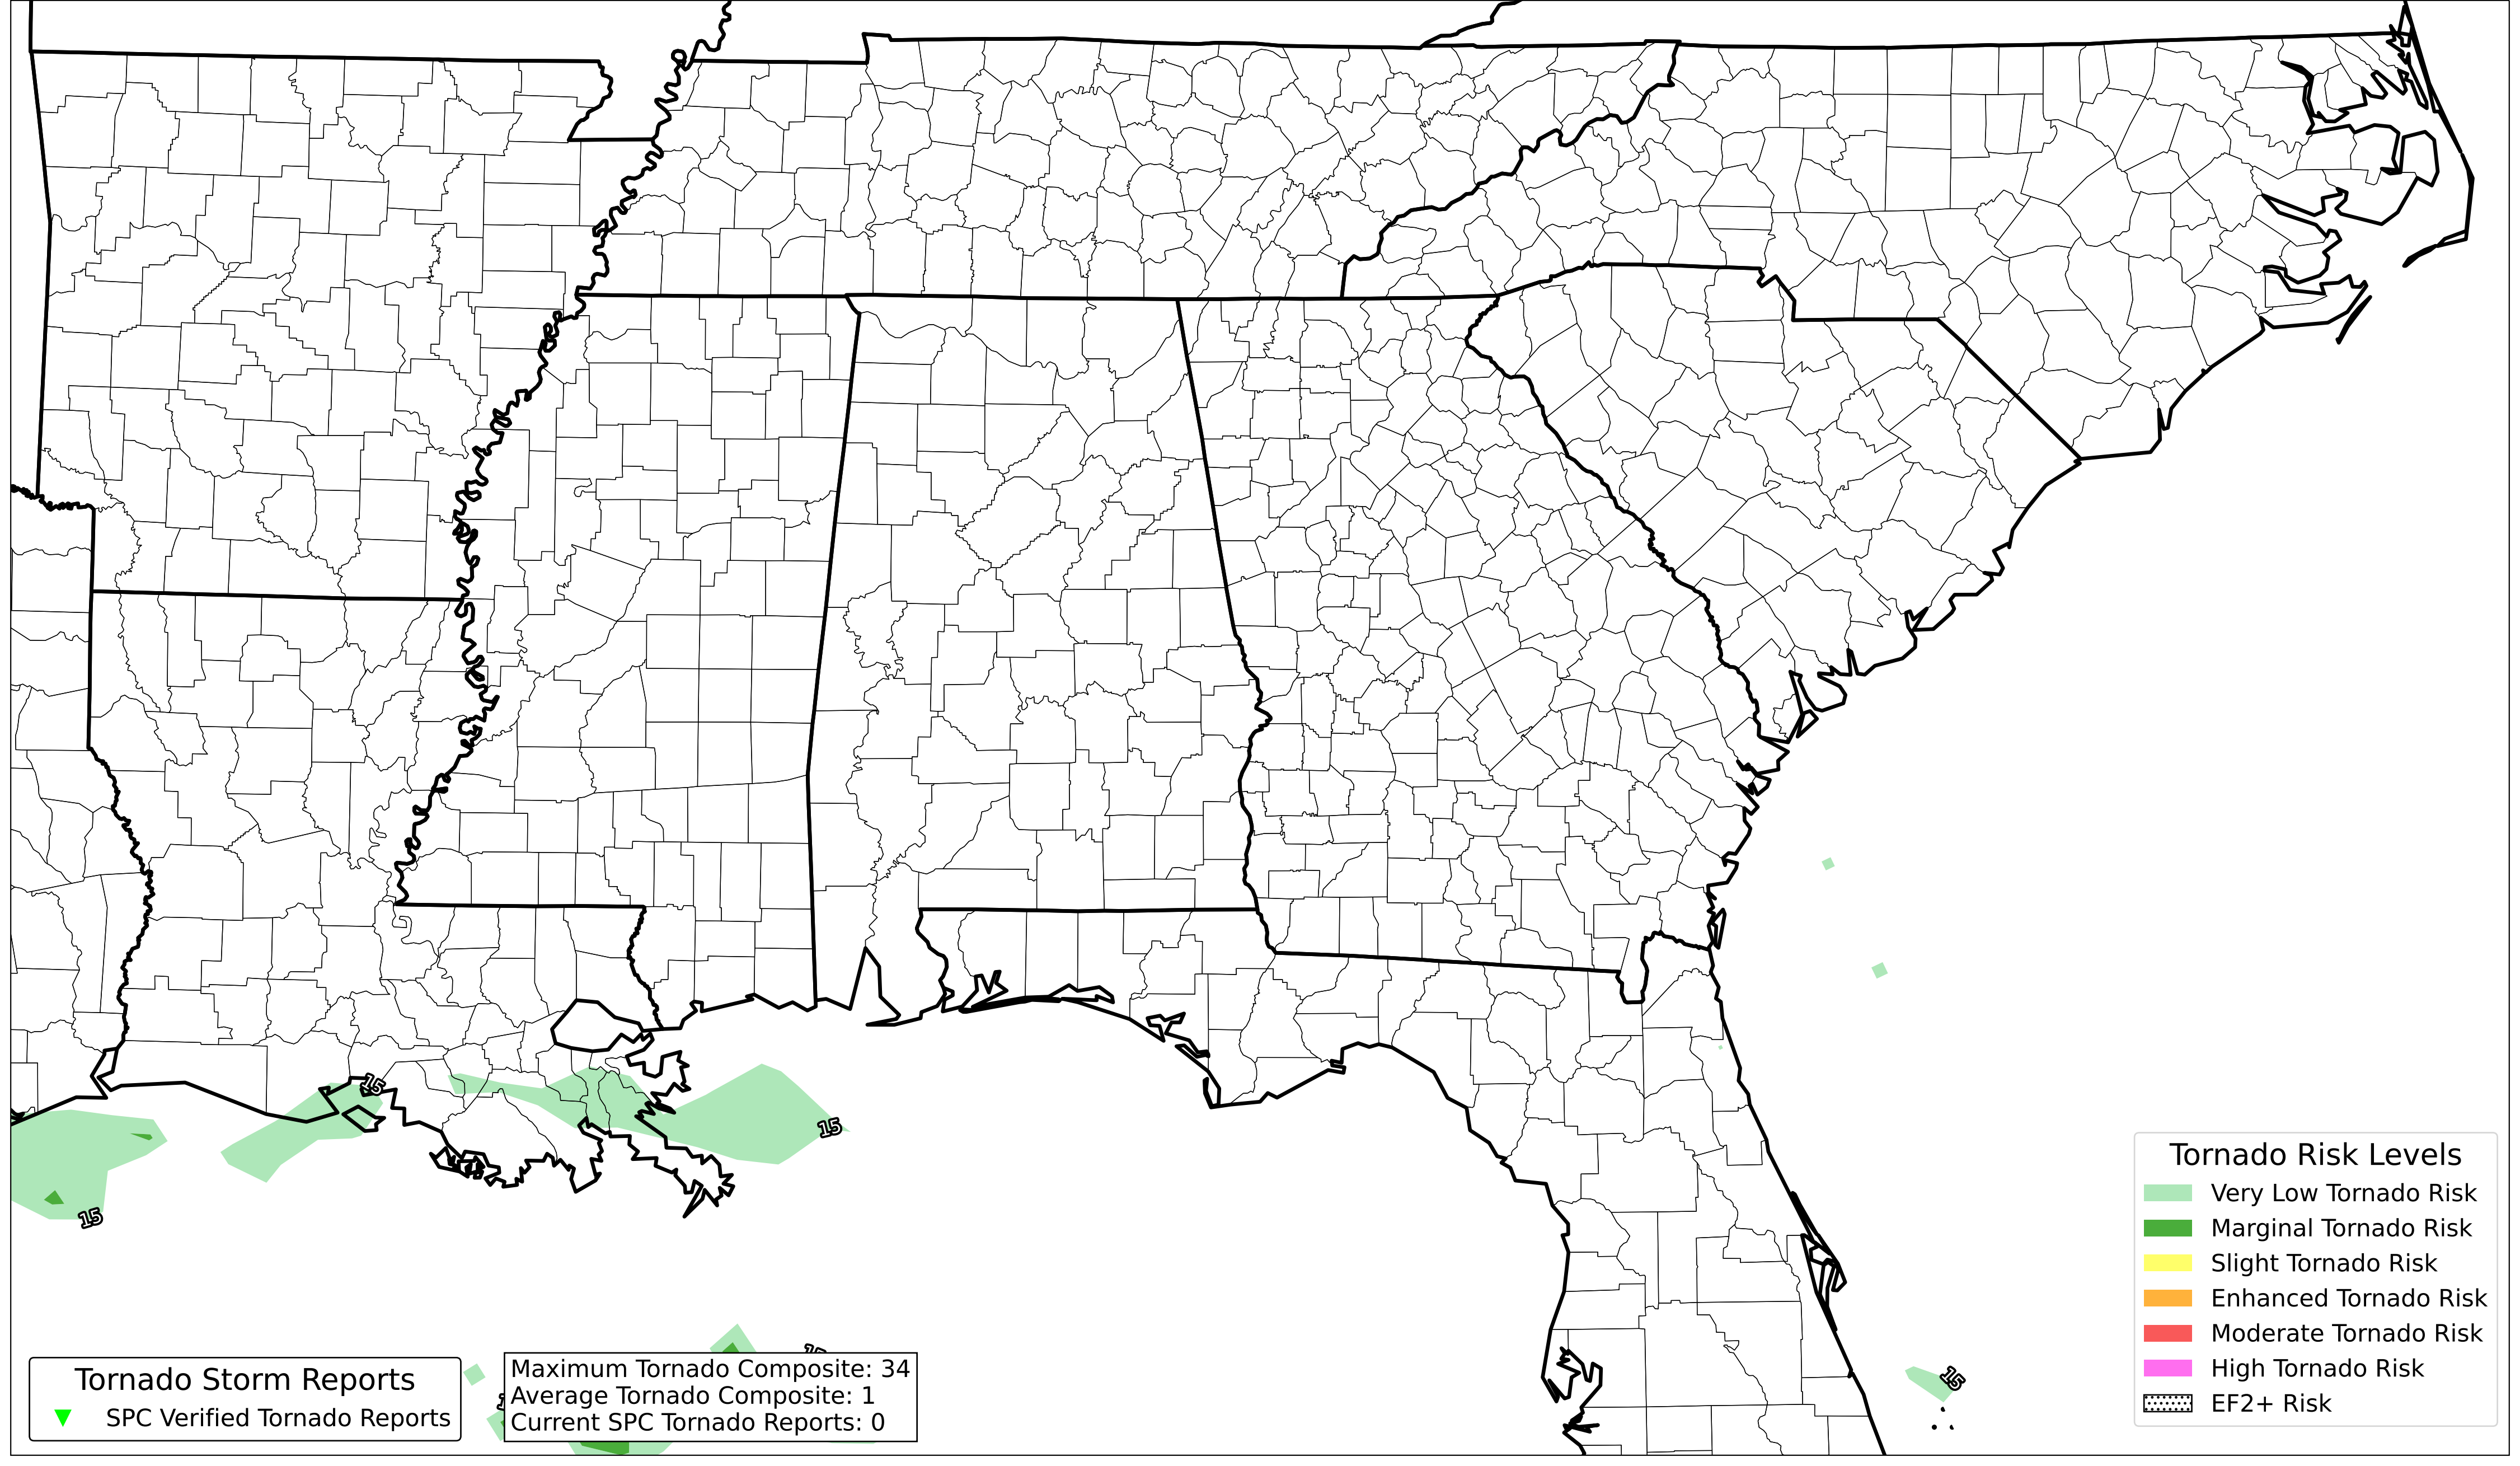 15
15
15
15
Tornado Risk Levels
Very Low Tornado Risk
Marginal Tornado Risk
Slight Tornado Risk
Enhanced Tornado Risk
Moderate Tornado Risk
High Tornado Risk
EF2+ Risk
Tornado Storm Reports
SPC Verified Tornado Reports
Maximum Tornado Composite: 34
Average Tornado Composite: 1
Current SPC Tornado Reports: 0